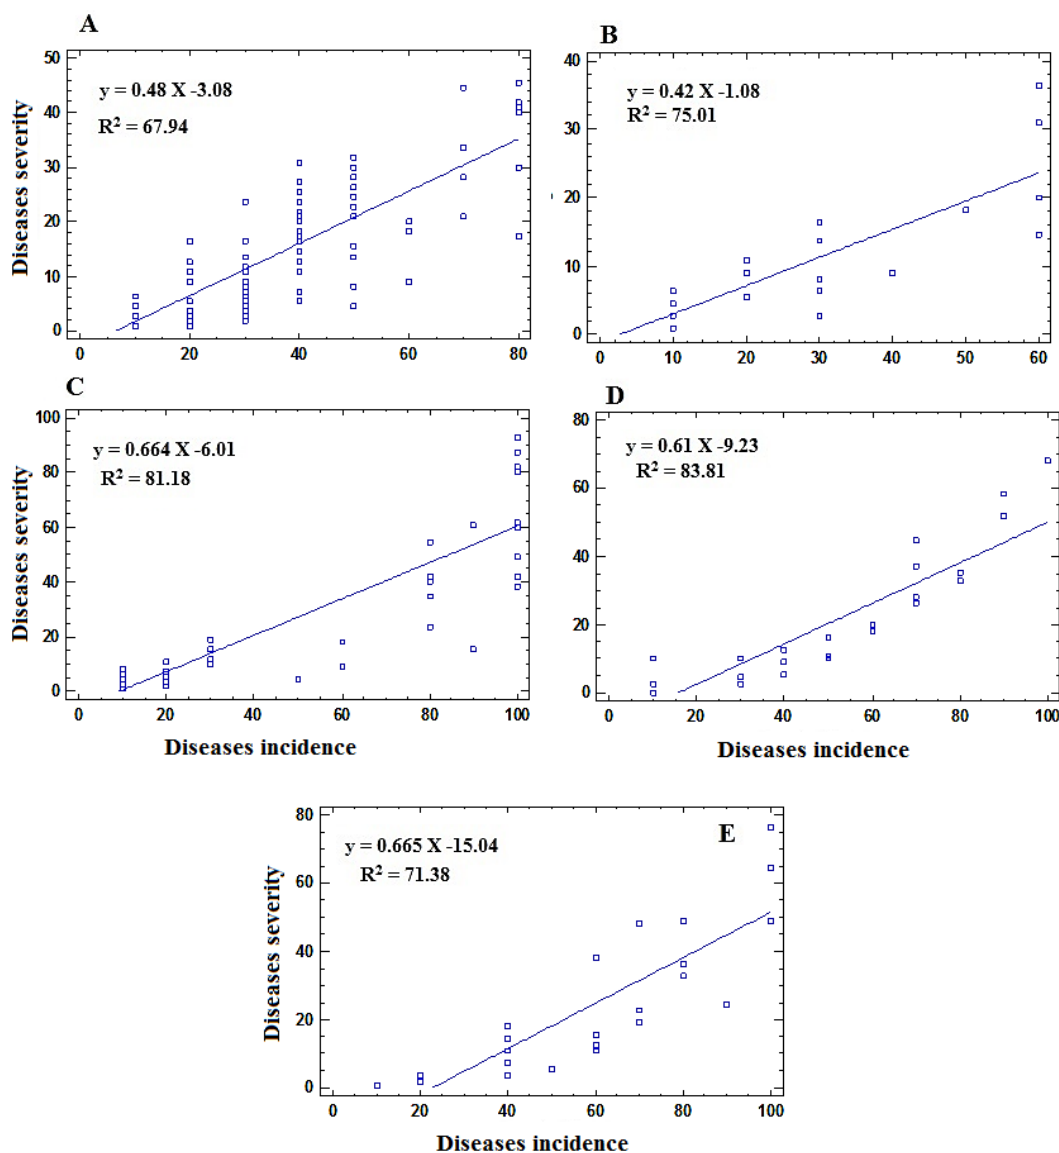 A
y = 0.48 X -3.08
R² = 67.94
Diseases severity
50
40
30
20
10
0
0 20 40 60 80
B
y = 0.42 X -1.08
R² = 75.01
40
30
20
10
0
0 10 20 30 40 50 60
C
y = 0.664 X -6.01
R² = 81.18
Diseases severity
100
80
60
40
20
0
0 20 40 60 80 100
Diseases incidence
D
y = 0.61 X -9.23
R² = 83.81
80
60
40
20
0
0 20 40 60 80 100
Diseases incidence
E
y = 0.665 X -15.04
R² = 71.38
Diseases severity
80
60
40
20
0
0 20 40 60 80 100
Diseases incidence